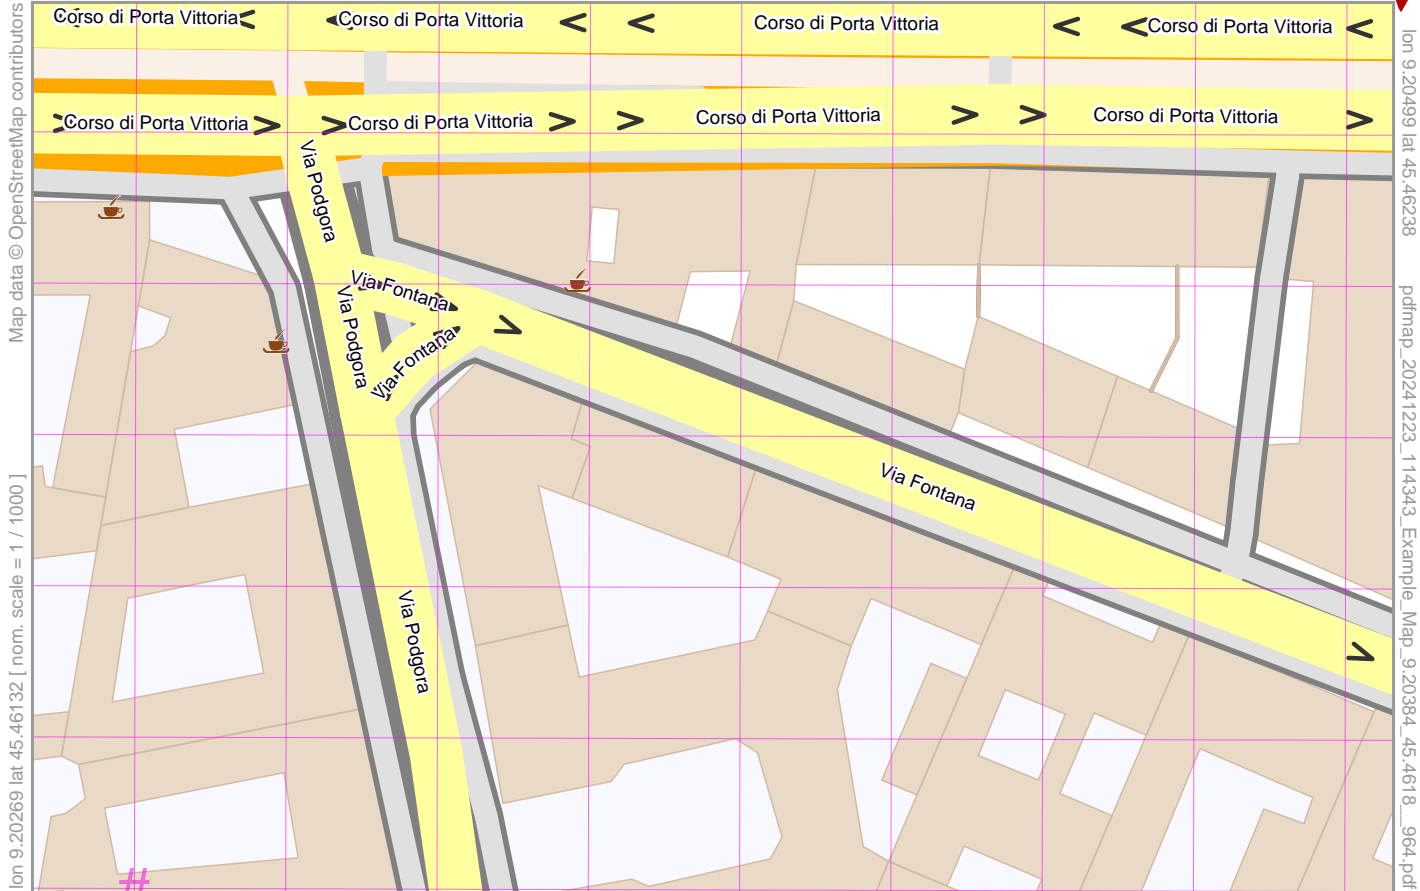 Corso di Porta Vittoria
Corso di Porta Vittoria
Corso di Porta Vittoria
Corso di Porta Vittoria
Corso di Porta Vittoria
Corso di Porta Vittoria
Corso di Porta Vittoria
Corso di Porta Vittoria
Via Podgora
Via Fontana
Via Podgora
Via Fontana
Via Fontana
Via Podgora
Map data © OpenStreetMap contributors
lon 9.20269 lat 45.46132 [ nom. scale = 1 / 1000 ]
lon 9.20499 lat 45.46238
pdfmap_20241223_114343_Example_Map_9.20384_45.4618__964.pdf
#